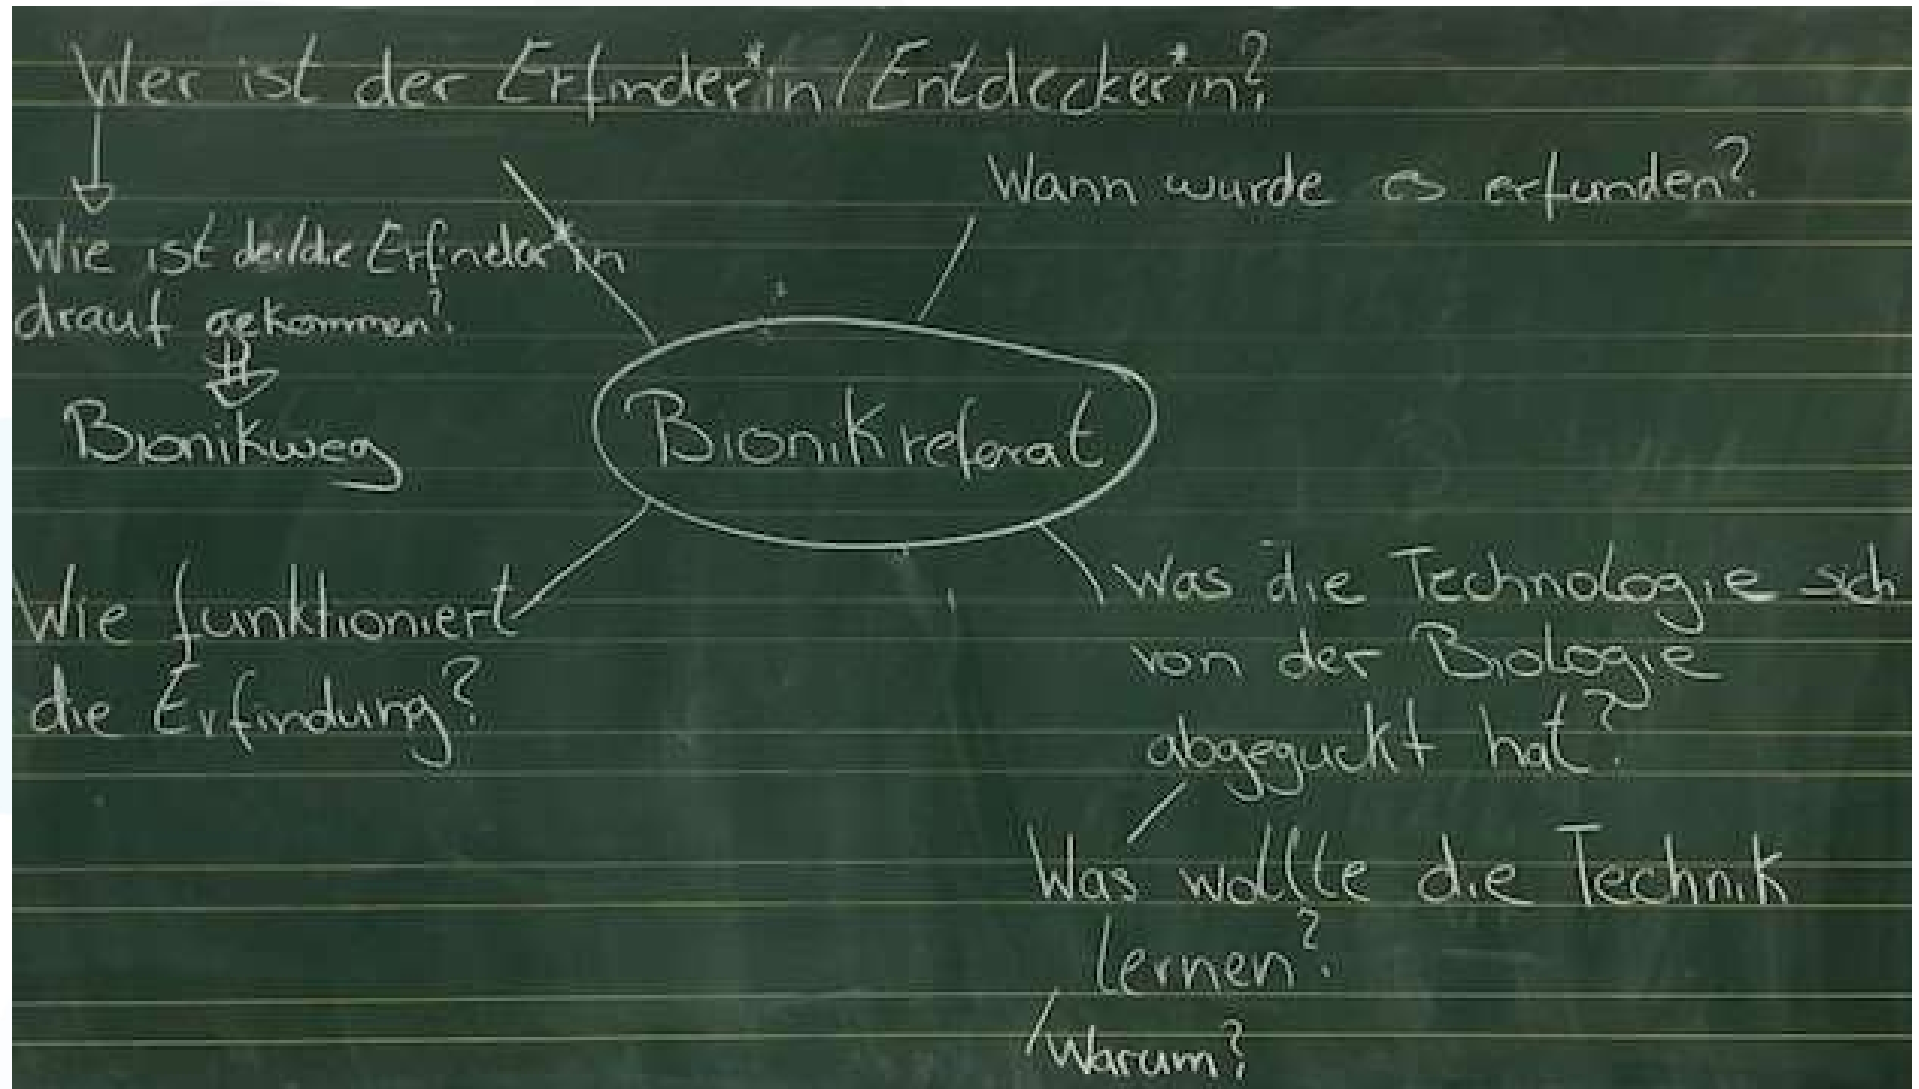 Wer ist der Erfinder*in/Entdecker*in?
Wann wurde es erfunden?
Wie ist der/die Erfinder*in
drauf gekommen?
Bionikweg
Bionikreferat
Wie funktioniert
die Erfindung?
Was die Technologie sich
von der Biologie
abgeguckt hat?
Was wollte die Technik
lernen?
Warum?